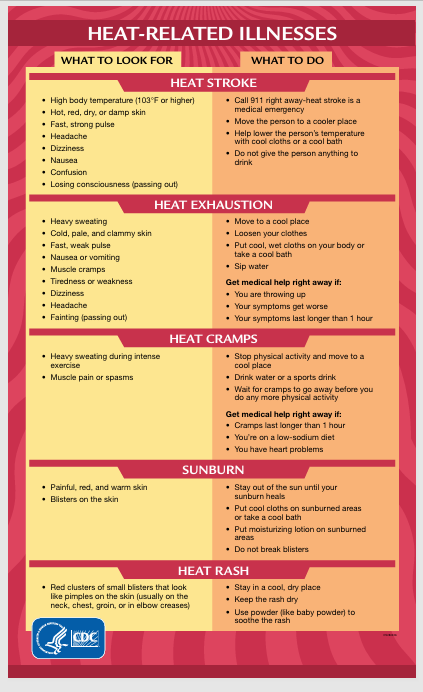 HEAT-RELATED ILLNESSES
WHAT TO LOOK FOR
WHAT TO DO
HEAT STROKE
• High body temperature (103°F or higher)
• Hot, red, dry, or damp skin
• Fast, strong pulse
• Headache
• Dizziness
• Nausea
• Confusion
• Losing consciousness (passing out)
• Call 911 right away-heat stroke is a
medical emergency
• Move the person to a cooler place
• Help lower the person's temperature
with cool cloths or a cool bath
• Do not give the person anything to
drink
HEAT EXHAUSTION
• Heavy sweating
• Cold, pale, and clammy skin
• Fast, weak pulse
• Nausea or vomiting
• Muscle cramps
• Tiredness or weakness
• Dizziness
• Headache
• Fainting (passing out)
• Move to a cool place
• Loosen your clothes
• Put cool, wet cloths on your body or
take a cool bath
• Sip water
Get medical help right away if:
• You are throwing up
• Your symptoms get worse
• Your symptoms last longer than 1 hour
HEAT CRAMPS
• Heavy sweating during intense
exercise
• Muscle pain or spasms
• Stop physical activity and move to a
cool place
• Drink water or a sports drink
• Wait for cramps to go away before you
do any more physical activity
Get medical help right away if:
• Cramps last longer than 1 hour
• You're on a low-sodium diet
• You have heart problems
SUNBURN
• Painful, red, and warm skin
• Blisters on the skin
• Stay out of the sun until your
sunburn heals
• Put cool cloths on sunburned areas
or take a cool bath
• Put moisturizing lotion on sunburned
areas
• Do not break blisters
HEAT RASH
• Red clusters of small blisters that look
like pimples on the skin (usually on the
neck, chest, groin, or in elbow creases)
• Stay in a cool, dry place
• Keep the rash dry
• Use powder (like baby powder) to
soothe the rash
CDC